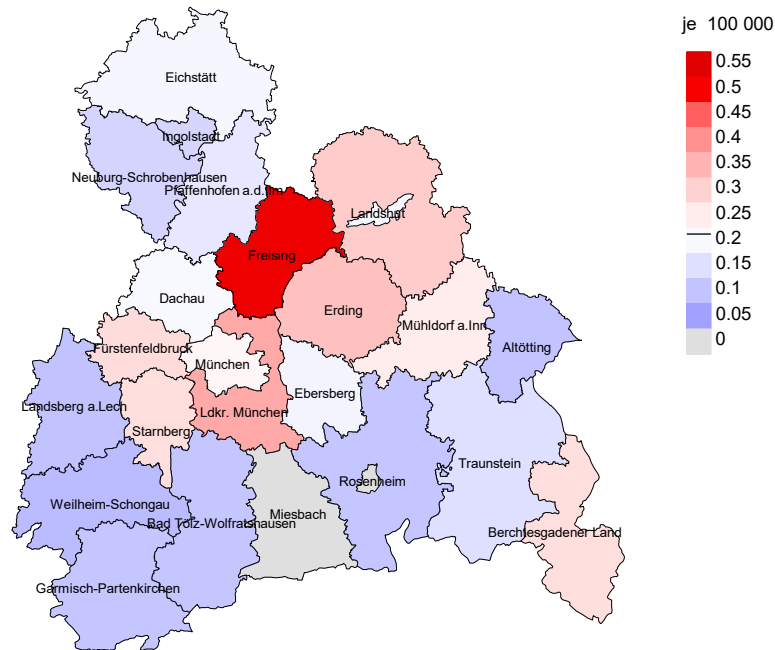 je 100 000
0.55
0.5
0.45
0.4
0.35
0.3
0.25
0.2
0.15
0.1
0.05
0
Eichstätt
Ingolstadt
Neuburg-Schrobenhausen
Pfaffenhofen a.d.Ilm
Landshut
Freising
Dachau
Erding
Mühldorf a.Inn
Altötting
Fürstenfeldbruck
München
Ebersberg
Landsberg a.Lech
Ldkr. München
Starnberg
Traunstein
Rosenheim
Weilheim-Schongau
Miesbach
Bad Tölz-Wolfratshausen
Berchtesgadener Land
Garmisch-Partenkirchen